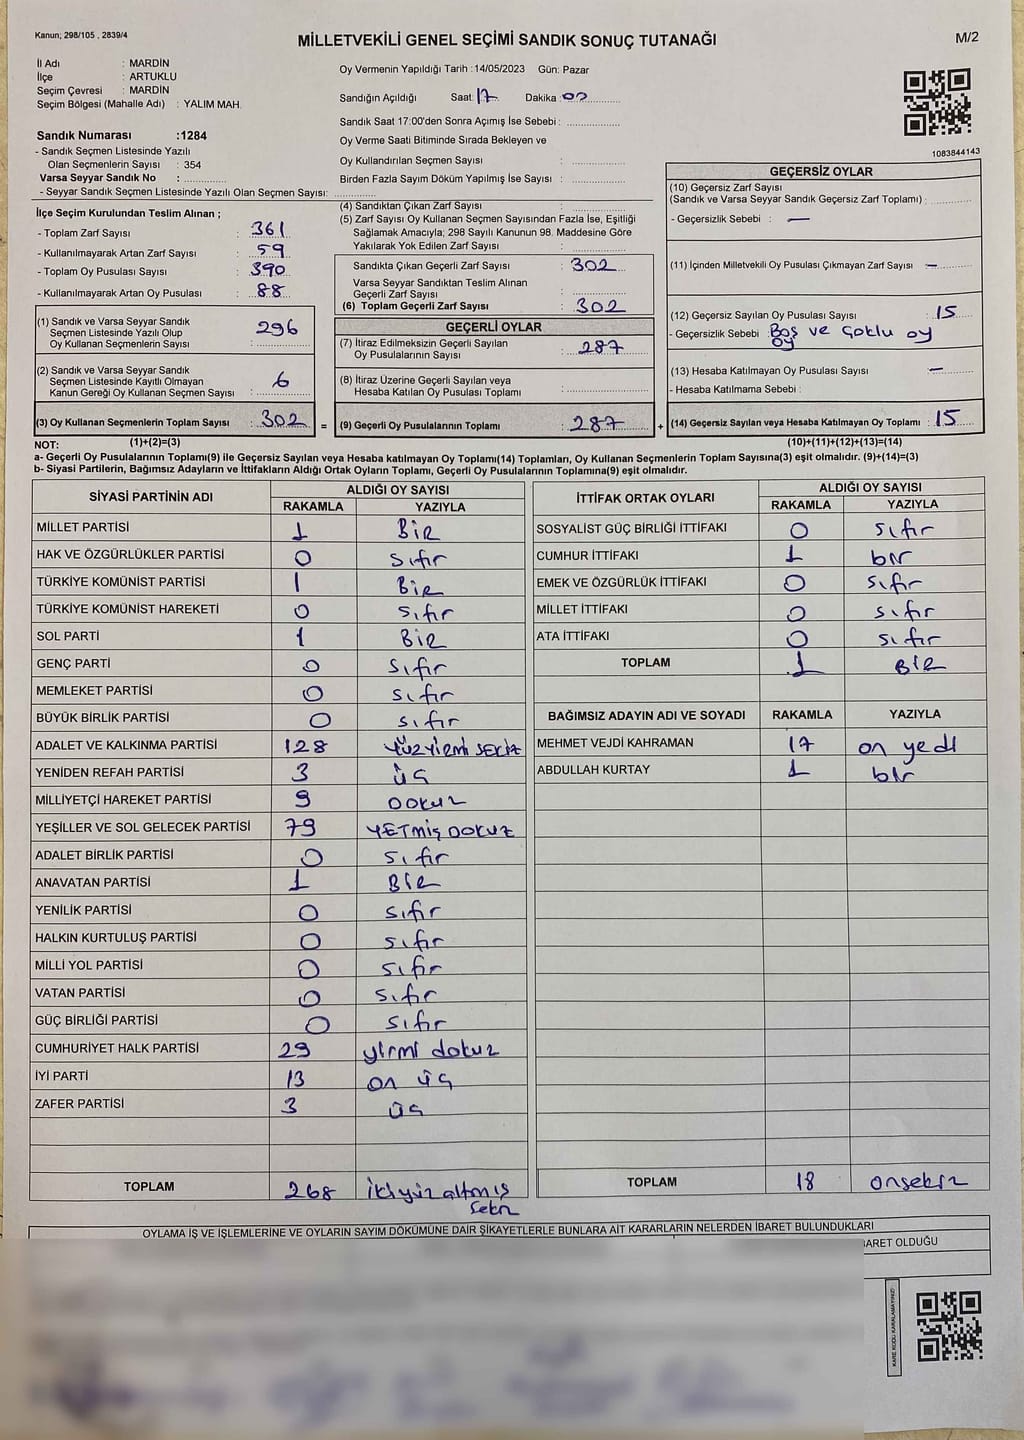 Kanun; 298/105 , 2839/4
MİLLETVEKİLİ GENEL SEÇİMİ SANDIK SONUÇ TUTANAĞI
M/2
İl Adı : MARDİN
İlçe : ARTUKLU
Seçim Çevresi : MARDİN
Seçim Bölgesi (Mahalle Adı) : YALIM MAH.
Sandık Numarası :1284
- Sandık Seçmen Listesinde Yazılı
Olan Seçmenlerin Sayısı : 354
Varsa Seyyar Sandık No : ............
- Seyyar Sandık Seçmen Listesinde Yazılı Olan Seçmen Sayısı: ............
Oy Vermenin Yapıldığı Tarih :14/05/2023 Gün: Pazar
Sandığın Açıldığı Saat: 17 Dakika : 00
Sandık Saat 17:00'den Sonra Açımış İse Sebebi : ............
Oy Verme Saati Bitiminde Sırada Bekleyen ve
Oy Kullandırılan Seçmen Sayısı : ............
Birden Fazla Sayım Döküm Yapılmış İse Sayısı : ............
1083844143
İlçe Seçim Kurulundan Teslim Alınan ;
- Toplam Zarf Sayısı : 361
- Kullanılmayarak Artan Zarf Sayısı : 59
- Toplam Oy Pusulası Sayısı : 390
- Kullanılmayarak Artan Oy Pusulası : 88
(1) Sandık ve Varsa Seyyar Sandık
Seçmen Listesinde Yazılı Olup
Oy Kullanan Seçmenlerin Sayısı : 296
(2) Sandık ve Varsa Seyyar Sandık
Seçmen Listesinde Kayıtlı Olmayan
Kanun Gereği Oy Kullanan Seçmen Sayısı : 6
(3) Oy Kullanan Seçmenlerin Toplam Sayısı : 302 =
(4) Sandıktan Çıkan Zarf Sayısı : ............
(5) Zarf Sayısı Oy Kullanan Seçmen Sayısından Fazla İse, Eşitliği
Sağlamak Amacıyla; 298 Sayılı Kanunun 98. Maddesine Göre
Yakılarak Yok Edilen Zarf Sayısı : ............
Sandıkta Çıkan Geçerli Zarf Sayısı : 302
Varsa Seyyar Sandıktan Teslim Alınan
Geçerli Zarf Sayısı : ............
(6) Toplam Geçerli Zarf Sayısı : 302
GEÇERLİ OYLAR
(7) İtiraz Edilmeksizin Geçerli Sayılan
Oy Pusulalarının Sayısı : 287
(8) İtiraz Üzerine Geçerli Sayılan veya
Hesaba Katılan Oy Pusulası Toplamı : ............
(9) Geçerli Oy Pusulalarının Toplamı : 287 +
GEÇERSİZ OYLAR
(10) Geçersiz Zarf Sayısı
(Sandık ve Varsa Seyyar Sandık Geçersiz Zarf Toplamı) : ............
- Geçersizlik Sebebi : —
(11) İçinden Milletvekili Oy Pusulası Çıkmayan Zarf Sayısı : —
(12) Geçersiz Sayılan Oy Pusulası Sayısı : 15
- Geçersizlik Sebebi : Boş ve çoklu oy
oy
(13) Hesaba Katılmayan Oy Pusulası Sayısı : —
- Hesaba Katılmama Sebebi :
(14) Geçersiz Sayılan veya Hesaba Katılmayan Oy Toplamı : 15
NOT: (1)+(2)=(3) (10)+(11)+(12)+(13)=(14)
a- Geçerli Oy Pusulalarının Toplamı(9) ile Geçersiz Sayılan veya Hesaba katılmayan Oy Toplamı(14) Toplamları, Oy Kullanan Seçmenlerin Toplam Sayısına(3) eşit olmalıdır. (9)+(14)=(3)
b- Siyasi Partilerin, Bağımsız Adayların ve İttifakların Aldığı Ortak Oyların Toplamı, Geçerli Oy Pusulalarının Toplamına(9) eşit olmalıdır.
SİYASİ PARTİNİN ADI ALDIĞI OY SAYISI
RAKAMLA YAZIYLA
MİLLET PARTİSİ 1 Bir
HAK VE ÖZGÜRLÜKLER PARTİSİ 0 sıfır
TÜRKİYE KOMÜNİST PARTİSİ 1 Bir
TÜRKİYE KOMÜNİST HAREKETİ 0 sıfır
SOL PARTİ 1 Bir
GENÇ PARTİ 0 sıfır
MEMLEKET PARTİSİ 0 sıfır
BÜYÜK BİRLİK PARTİSİ 0 sıfır
ADALET VE KALKINMA PARTİSİ 128 yüzyirmi sekiz
YENİDEN REFAH PARTİSİ 3 üç
MİLLİYETÇİ HAREKET PARTİSİ 9 Dokuz
YEŞİLLER VE SOL GELECEK PARTİSİ 79 YETMİŞ DOKUZ
ADALET BİRLİK PARTİSİ 0 sıfır
ANAVATAN PARTİSİ 1 Bir
YENİLİK PARTİSİ 0 sıfır
HALKIN KURTULUŞ PARTİSİ 0 sıfır
MİLLİ YOL PARTİSİ 0 sıfır
VATAN PARTİSİ 0 sıfır
GÜÇ BİRLİĞİ PARTİSİ 0 sıfır
CUMHURİYET HALK PARTİSİ 29 yirmi dokuz
İYİ PARTİ 13 on üç
ZAFER PARTİSİ 3 üç
TOPLAM 268 ikiyüz altmış
sekiz
İTTİFAK ORTAK OYLARI ALDIĞI OY SAYISI
RAKAMLA YAZIYLA
SOSYALİST GÜÇ BİRLİĞİ İTTİFAKI 0 sıfır
CUMHUR İTTİFAKI 1 bir
EMEK VE ÖZGÜRLÜK İTTİFAKI 0 sıfır
MİLLET İTTİFAKI 0 sıfır
ATA İTTİFAKI 0 sıfır
TOPLAM 1 Bir
BAĞIMSIZ ADAYIN ADI VE SOYADI RAKAMLA YAZIYLA
MEHMET VEJDİ KAHRAMAN 17 on yedi
ABDULLAH KURTAY 1 bir
TOPLAM 18 onsekiz
OYLAMA İŞ VE İŞLEMLERİNE VE OYLARIN SAYIM DÖKÜMÜNE DAİR ŞİKAYETLERLE BUNLARA AİT KARARLARIN NELERDEN İBARET BULUNDUKLARI
BARET OLDUĞU
KARE KODU KARALAMAYINIZ!